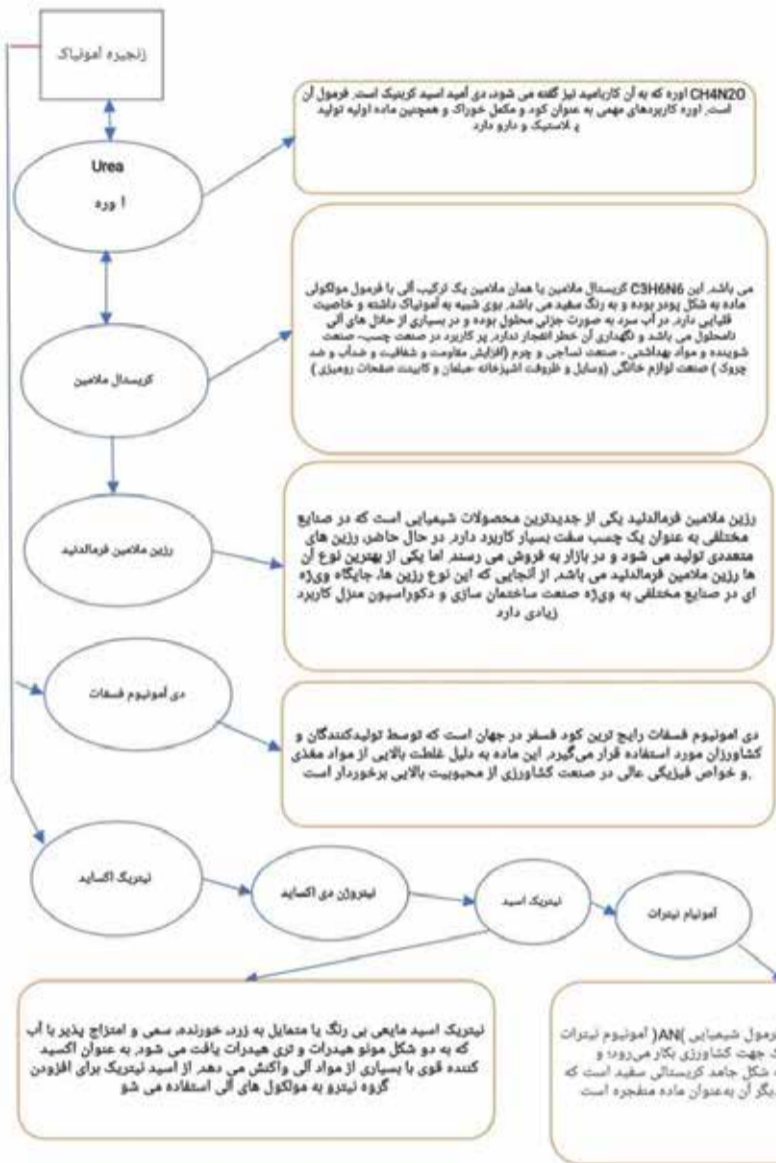 زنجیره آمونیاک
CH4N2O اوره که به آن کاربامید نیز گفته می شود، دی آمید اسید کربنیک است. فرمول آن
است. اوره کاربردهای مهمی به عنوان کود و مکمل خوراک و همچنین ماده اولیه تولید
پ لاستیک و دارو دارد
Urea
ا وره
می باشد. این C3H6N6 کریستال ملامین یا همان ملامین یک ترکیب آلی با فرمول مولکولی
ماده به شکل پودر بوده و به رنگ سفید می باشد. بوی شبیه به آمونیاک داشته و خاصیت
قلیایی دارد. در آب سرد به صورت جزئی محلول بوده و در بسیاری از حلال های آلی
نامحلول می باشد و نگهداری آن خطر انفجار ندارد. پر کاربرد در صنعت چسب- صنعت
شوینده و مواد بهداشتی - صنعت نساجی و چرم (افزایش مقاومت و شفافیت و ضدآب و ضد
چروک ) صنعت لوازم خانگی (وسایل و ظروفت اشپزخانه -مبلمان و کابینت صفحات رومیزی )
کریستال ملامین
رزین ملامین فرمالدئید یکی از جدیدترین محصولات شیمیایی است که در صنایع
مختلفی به عنوان یک چسب سفت بسیار کاربرد دارد. در حال حاضر، رزین های
متعددی تولید می شود و در بازار به فروش می رسند اما یکی از بهترین نوع آن
ها رزین ملامین فرمالدئید می باشد. از آنجایی که این نوع رزین ها، جایگاه ویژه
ای در صنایع مختلفی به ویژه صنعت ساختمان سازی و دکوراسیون منزل کاربرد
زیادی دارد
رزین ملامین فرمالدئید
دی آمونیوم فسفات
دی امونیوم فسفات رایج ترین کود فسفر در جهان است که توسط تولیدکنندگان و
کشاورزان مورد استفاده قرار می‌گیرد. این ماده به دلیل غلطت بالایی از مواد مغذی
.و خواص فیزیکی عالی در صنعت کشاورزی از محبوبیت بالایی برخوردار است
نیتریک اکساید
نیتروژن دی اکساید
نیتریک اسید
آمونیام نیترات
نیتریک اسید مایعی بی رنگ یا متمایل به زرد، خورنده، سمی و امتزاج پذیر با آب
که به دو شکل مونو هیدرات و تری هیدرات یافت می شود. به عنوان اکسید
کننده قوی با بسیاری از مواد آلی واکنش می دهد. از اسید نیتریک برای افزودن
گروه نیترو به مولکول های آلی استفاده می شو
رمول شیمیایی )AN( آمونیوم نیترات
ک جهت کشاورزی بکار می‌رود؛ و
ه شکل جامد کریستالی سفید است که
دیگر آن به‌عنوان ماده منفجره است